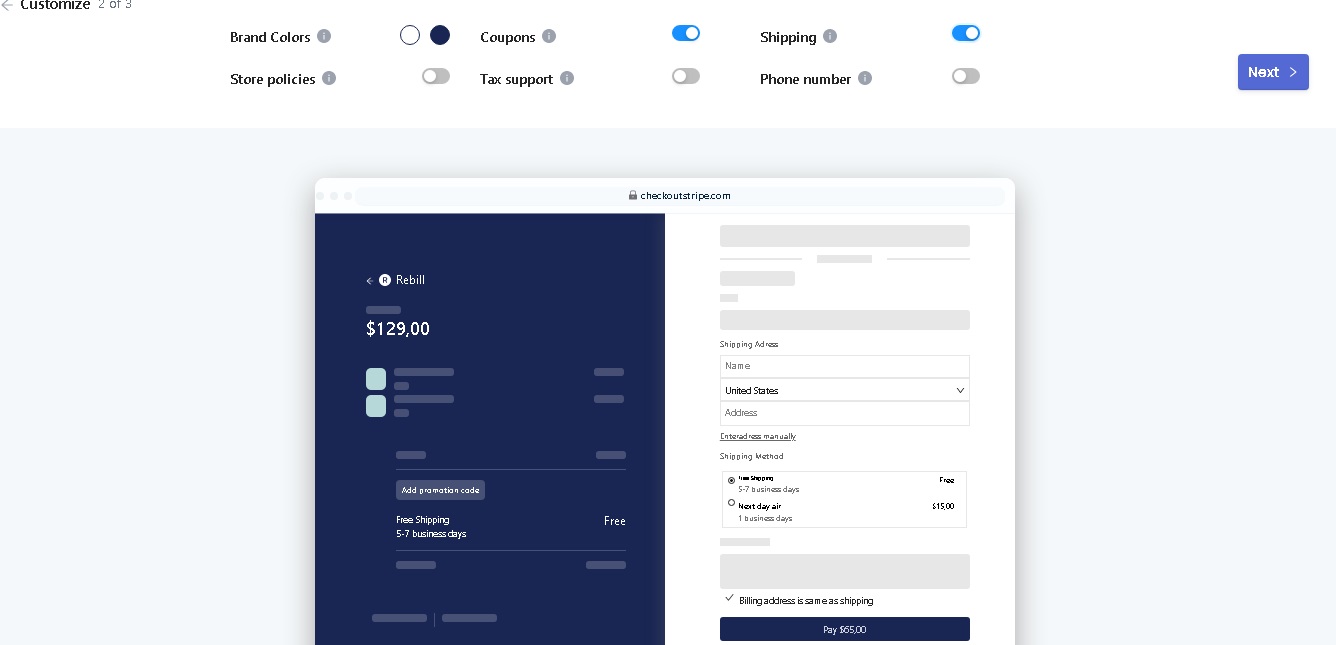 Customize 2 of 3
Brand Colors
Coupons
Shipping
Store policies
Tax support
Phone number
Next
checkoutstripe.com
R Rebill
$129,00
Add promation code
Free Shipping Free
5-7 business days
Shipping Adress
Name
United States
Address
Enteradress manually
Shipping Method
Free Shipping Free
5-7 business days
Next day air $15,00
1 business days
Billing address is same as shipping
Pay $65,00